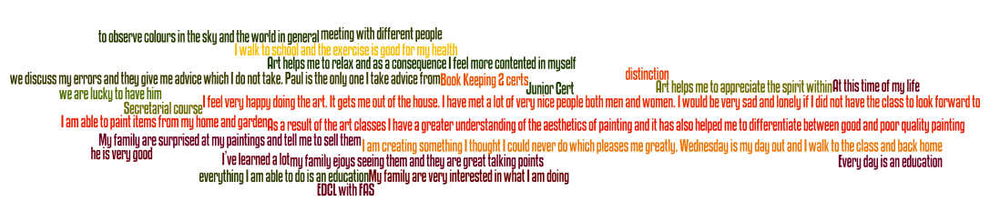 to observe colours in the sky and the world in general meeting with different people
I walk to school and the exercise is good for my health
Art helps me to relax and as a consequence I feel more contented in myself
distinction
we discuss my errors and they give me advice which I do not take. Paul is the only one I take advice from Book Keeping 2 certs
Junior Cert
Art helps me to appreciate the spirit within At this time of my life
we are lucky to have him
Secretarial course
I feel very happy doing the art. It gets me out of the house. I have met a lot of very nice people both men and women. I would be very sad and lonely if I did not have the class to look forward to
I am able to paint items from my home and garden
As a result of the art classes I have a greater understanding of the aesthetics of painting and it has also helped me to differentiate between good and poor quality painting
My family are surprised at my paintings and tell me to sell them
I am creating something I thought I could never do which pleases me greatly. Wednesday is my day out and I walk to the class and back home
he is very good
I've learned a lot my family ejoys seeing them and they are great talking points
Every day is an education
everything I am able to do is an education My family are very interested in what I am doing
EDCL with FAS